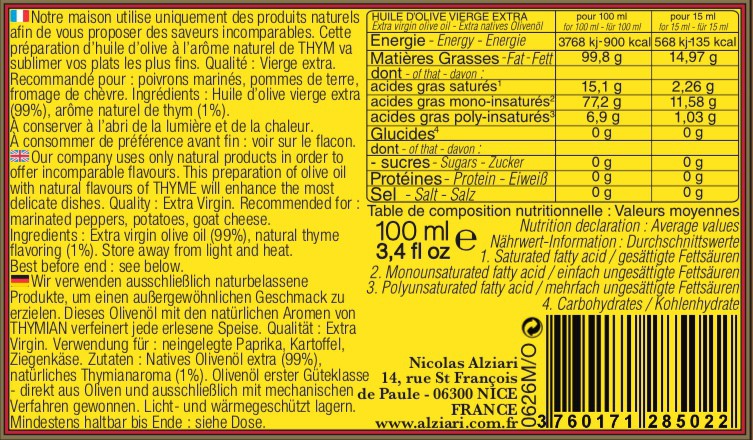 Notre maison utilise uniquement des produits naturels
afin de vous proposer des saveurs incomparables. Cette
préparation d'huile d'olive à l'arôme naturel de THYM va
sublimer vos plats les plus fins. Qualité : Vierge extra.
Recommandé pour : poivrons marinés, pommes de terre,
fromage de chèvre. Ingrédients : Huile d'olive vierge extra
(99%), arôme naturel de thym (1%).
À conserver à l'abri de la lumière et de la chaleur.
À consommer de préférence avant fin : voir sur le flacon.
Our company uses only natural products in order to
offer incomparable flavours. This preparation of olive oil
with natural flavours of THYME will enhance the most
delicate dishes. Quality : Extra Virgin. Recommended for :
marinated peppers, potatoes, goat cheese.
Ingredients : Extra virgin olive oil (99%), natural thyme
flavoring (1%). Store away from light and heat.
Best before end : see below.
Wir verwenden ausschließlich naturbelassene
Produkte, um einen außergewöhnlichen Geschmack zu
erzielen. Dieses Olivenöl mit den natürlichen Aromen von
THYMIAN verfeinert jede erlesene Speise. Qualität : Extra
Virgin. Verwendung für : neingelegte Paprika, Kartoffel,
Ziegenkäse. Zutaten : Natives Olivenöl extra (99%),
natürliches Thymianaroma (1%). Olivenöl erster Güteklasse
- direkt aus Oliven und ausschließlich mit mechanischen
Verfahren gewonnen. Licht- und wärmegeschützt lagern.
Mindestens haltbar bis Ende : siehe Dose.
HUILE D'OLIVE VIERGE EXTRA pour 100 ml pour 15 ml
Extra virgin olive oil - Extra natives Olivenöl for 100 ml - für 100 ml for 15 ml - für 15 ml
Energie - Energy - Energie 3768 kj-900 kcal 568 kj-135 kcal
Matières Grasses - Fat - Fett 99,8 g 14,97 g
dont - of that - davon :
acides gras saturés¹ 15,1 g 2,26 g
acides gras mono-insaturés² 77,2 g 11,58 g
acides gras poly-insaturés³ 6,9 g 1,03 g
Glucides⁴ 0 g 0 g
dont - of that - davon :
- sucres - Sugars - Zucker 0 g 0 g
Protéines - Protein - Eiweiß 0 g 0 g
Sel - Salt - Salz 0 g 0 g
Table de composition nutritionnelle : Valeurs moyennes
Nutrition declaration : Average values
Nährwert-Information : Durchschnittswerte
100 ml e
3,4 fl oz
1. Saturated fatty acid / gesättigte Fettsäuren
2. Monounsaturated fatty acid / einfach ungesättigte Fettsäuren
3. Polyunsaturated fatty acid / mehrfach ungesättigte Fettsäuren
4. Carbohydrates / Kohlenhydrate
Nicolas Alziari
14, rue St François
de Paule - 06300 NICE
FRANCE
www.alziari.com.fr
0626M/O
3 760171 285022